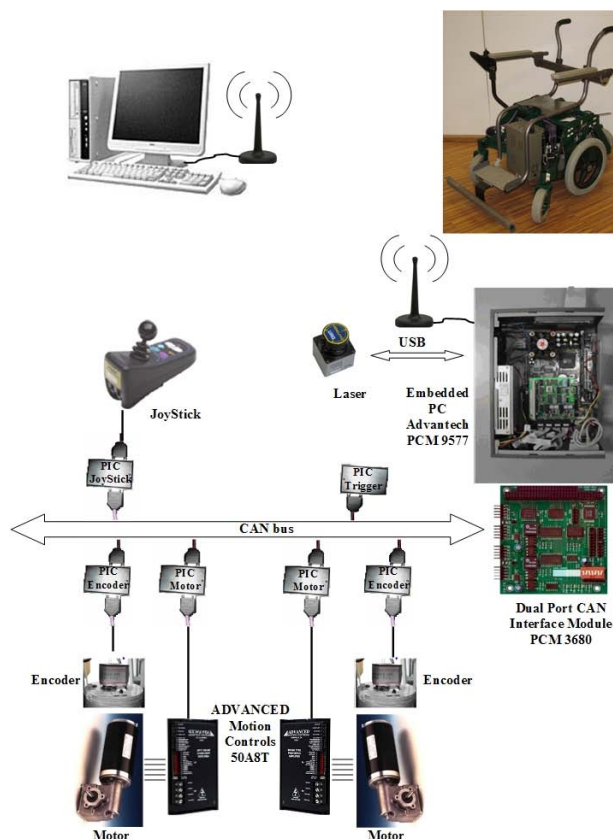 USB
Laser
Embedded
PC
Advantech
PCM 9577
JoyStick
PIC
JoyStick
PIC
Trigger
CAN bus
PIC
Encoder
PIC
Motor
PIC
Motor
PIC
Encoder
Dual Port CAN
Interface Module
PCM 3680
Encoder
ADVANCED
Motion
Controls
50A8T
Encoder
ADVANCED
Motor
Motor